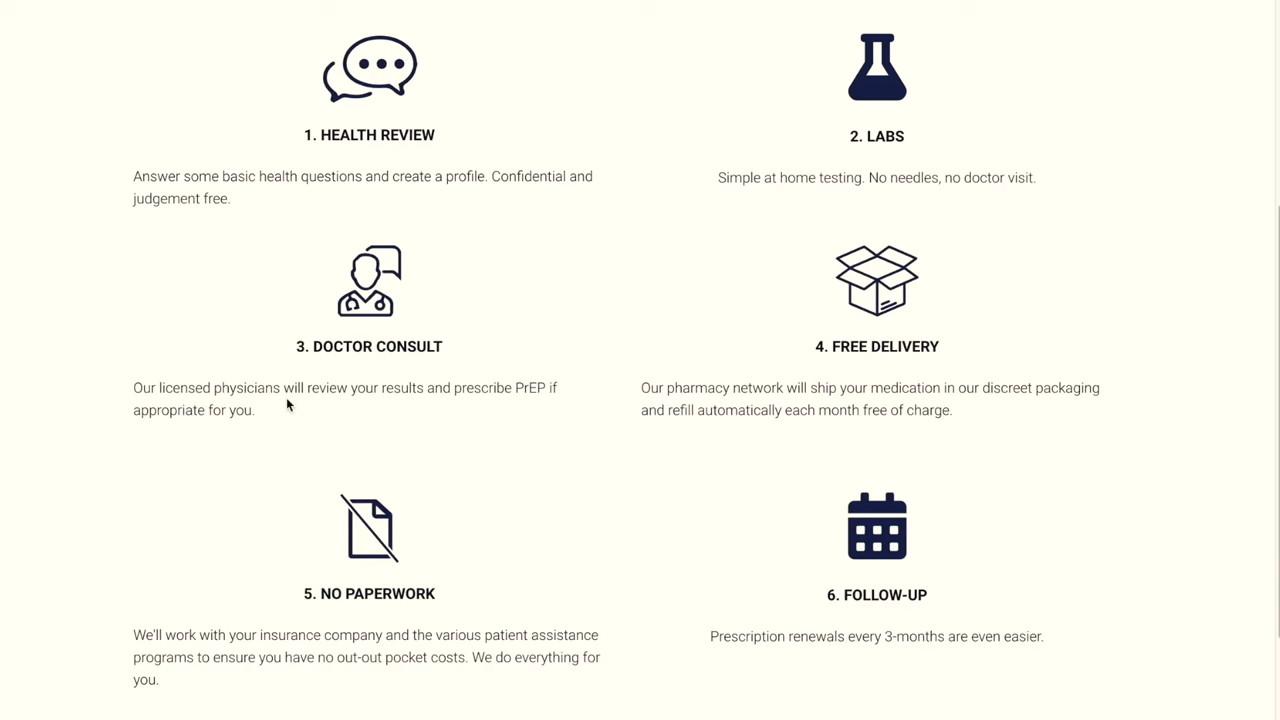 1. HEALTH REVIEW
Answer some basic health questions and create a profile. Confidential and
judgement free.
2. LABS
Simple at home testing. No needles, no doctor visit.
3. DOCTOR CONSULT
Our licensed physicians will review your results and prescribe PrEP if
appropriate for you.
4. FREE DELIVERY
Our pharmacy network will ship your medication in our discreet packaging
and refill automatically each month free of charge.
5. NO PAPERWORK
We'll work with your insurance company and the various patient assistance
programs to ensure you have no out-out pocket costs. We do everything for
you.
6. FOLLOW-UP
Prescription renewals every 3-months are even easier.